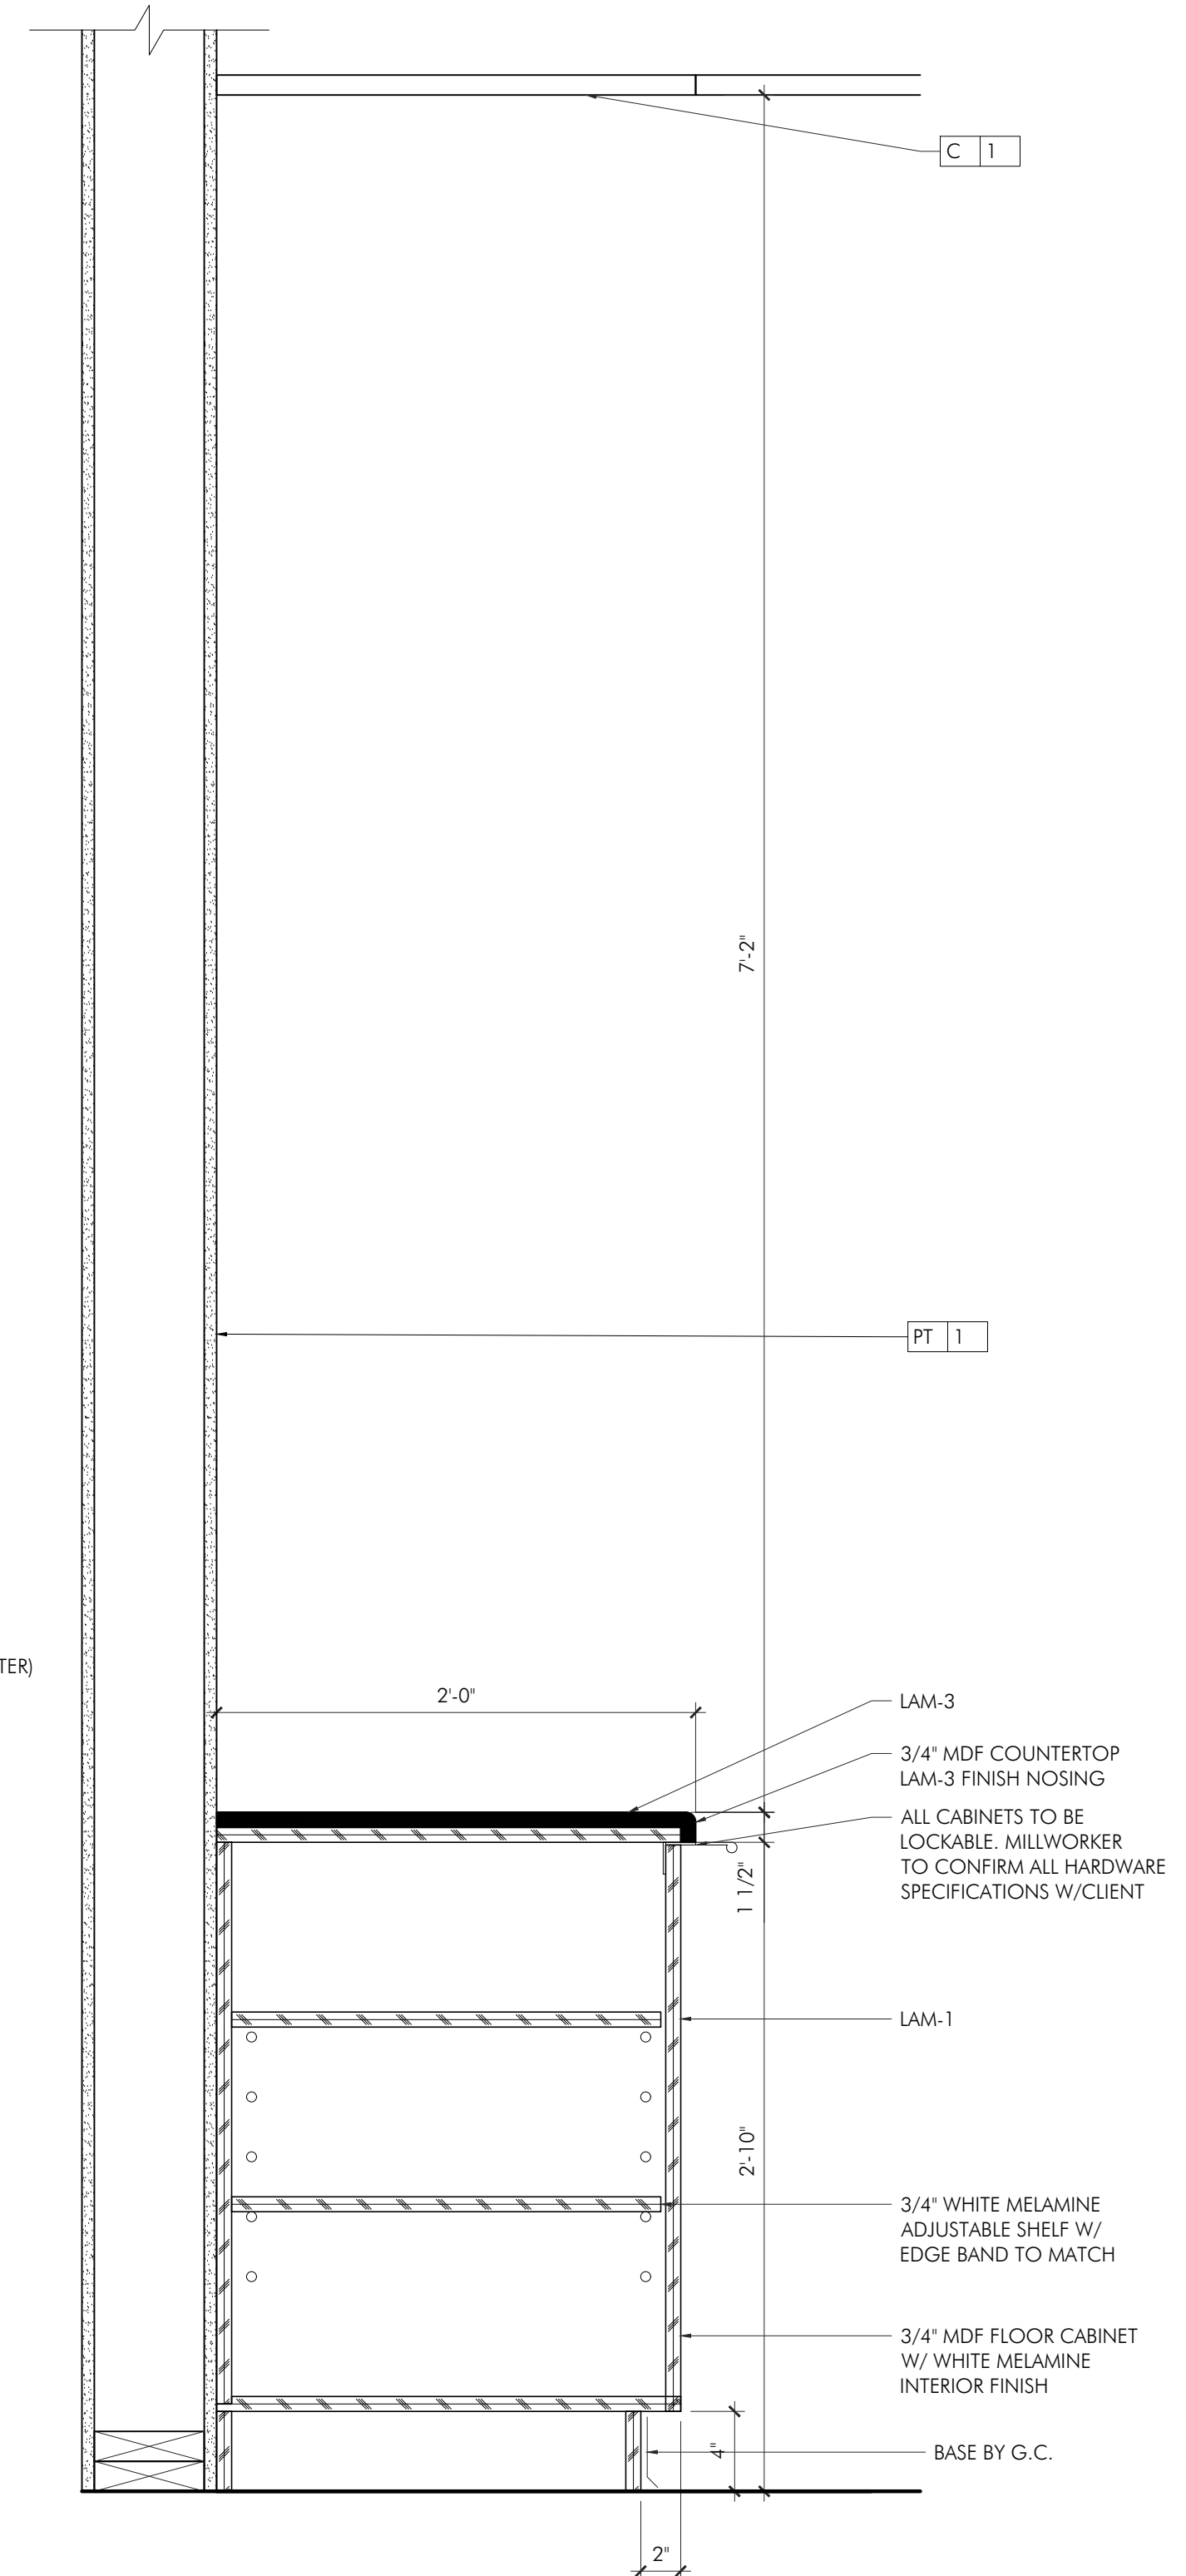 C 1
7'-2"
PT 1
TER)
2'-0"
LAM-3
3/4" MDF COUNTERTOP
LAM-3 FINISH NOSING
ALL CABINETS TO BE
LOCKABLE. MILLWORKER
TO CONFIRM ALL HARDWARE
SPECIFICATIONS W/CLIENT
1 1/2"
LAM-1
2'-10"
3/4" WHITE MELAMINE
ADJUSTABLE SHELF W/
EDGE BAND TO MATCH
3/4" MDF FLOOR CABINET
W/ WHITE MELAMINE
INTERIOR FINISH
4"
BASE BY G.C.
2"